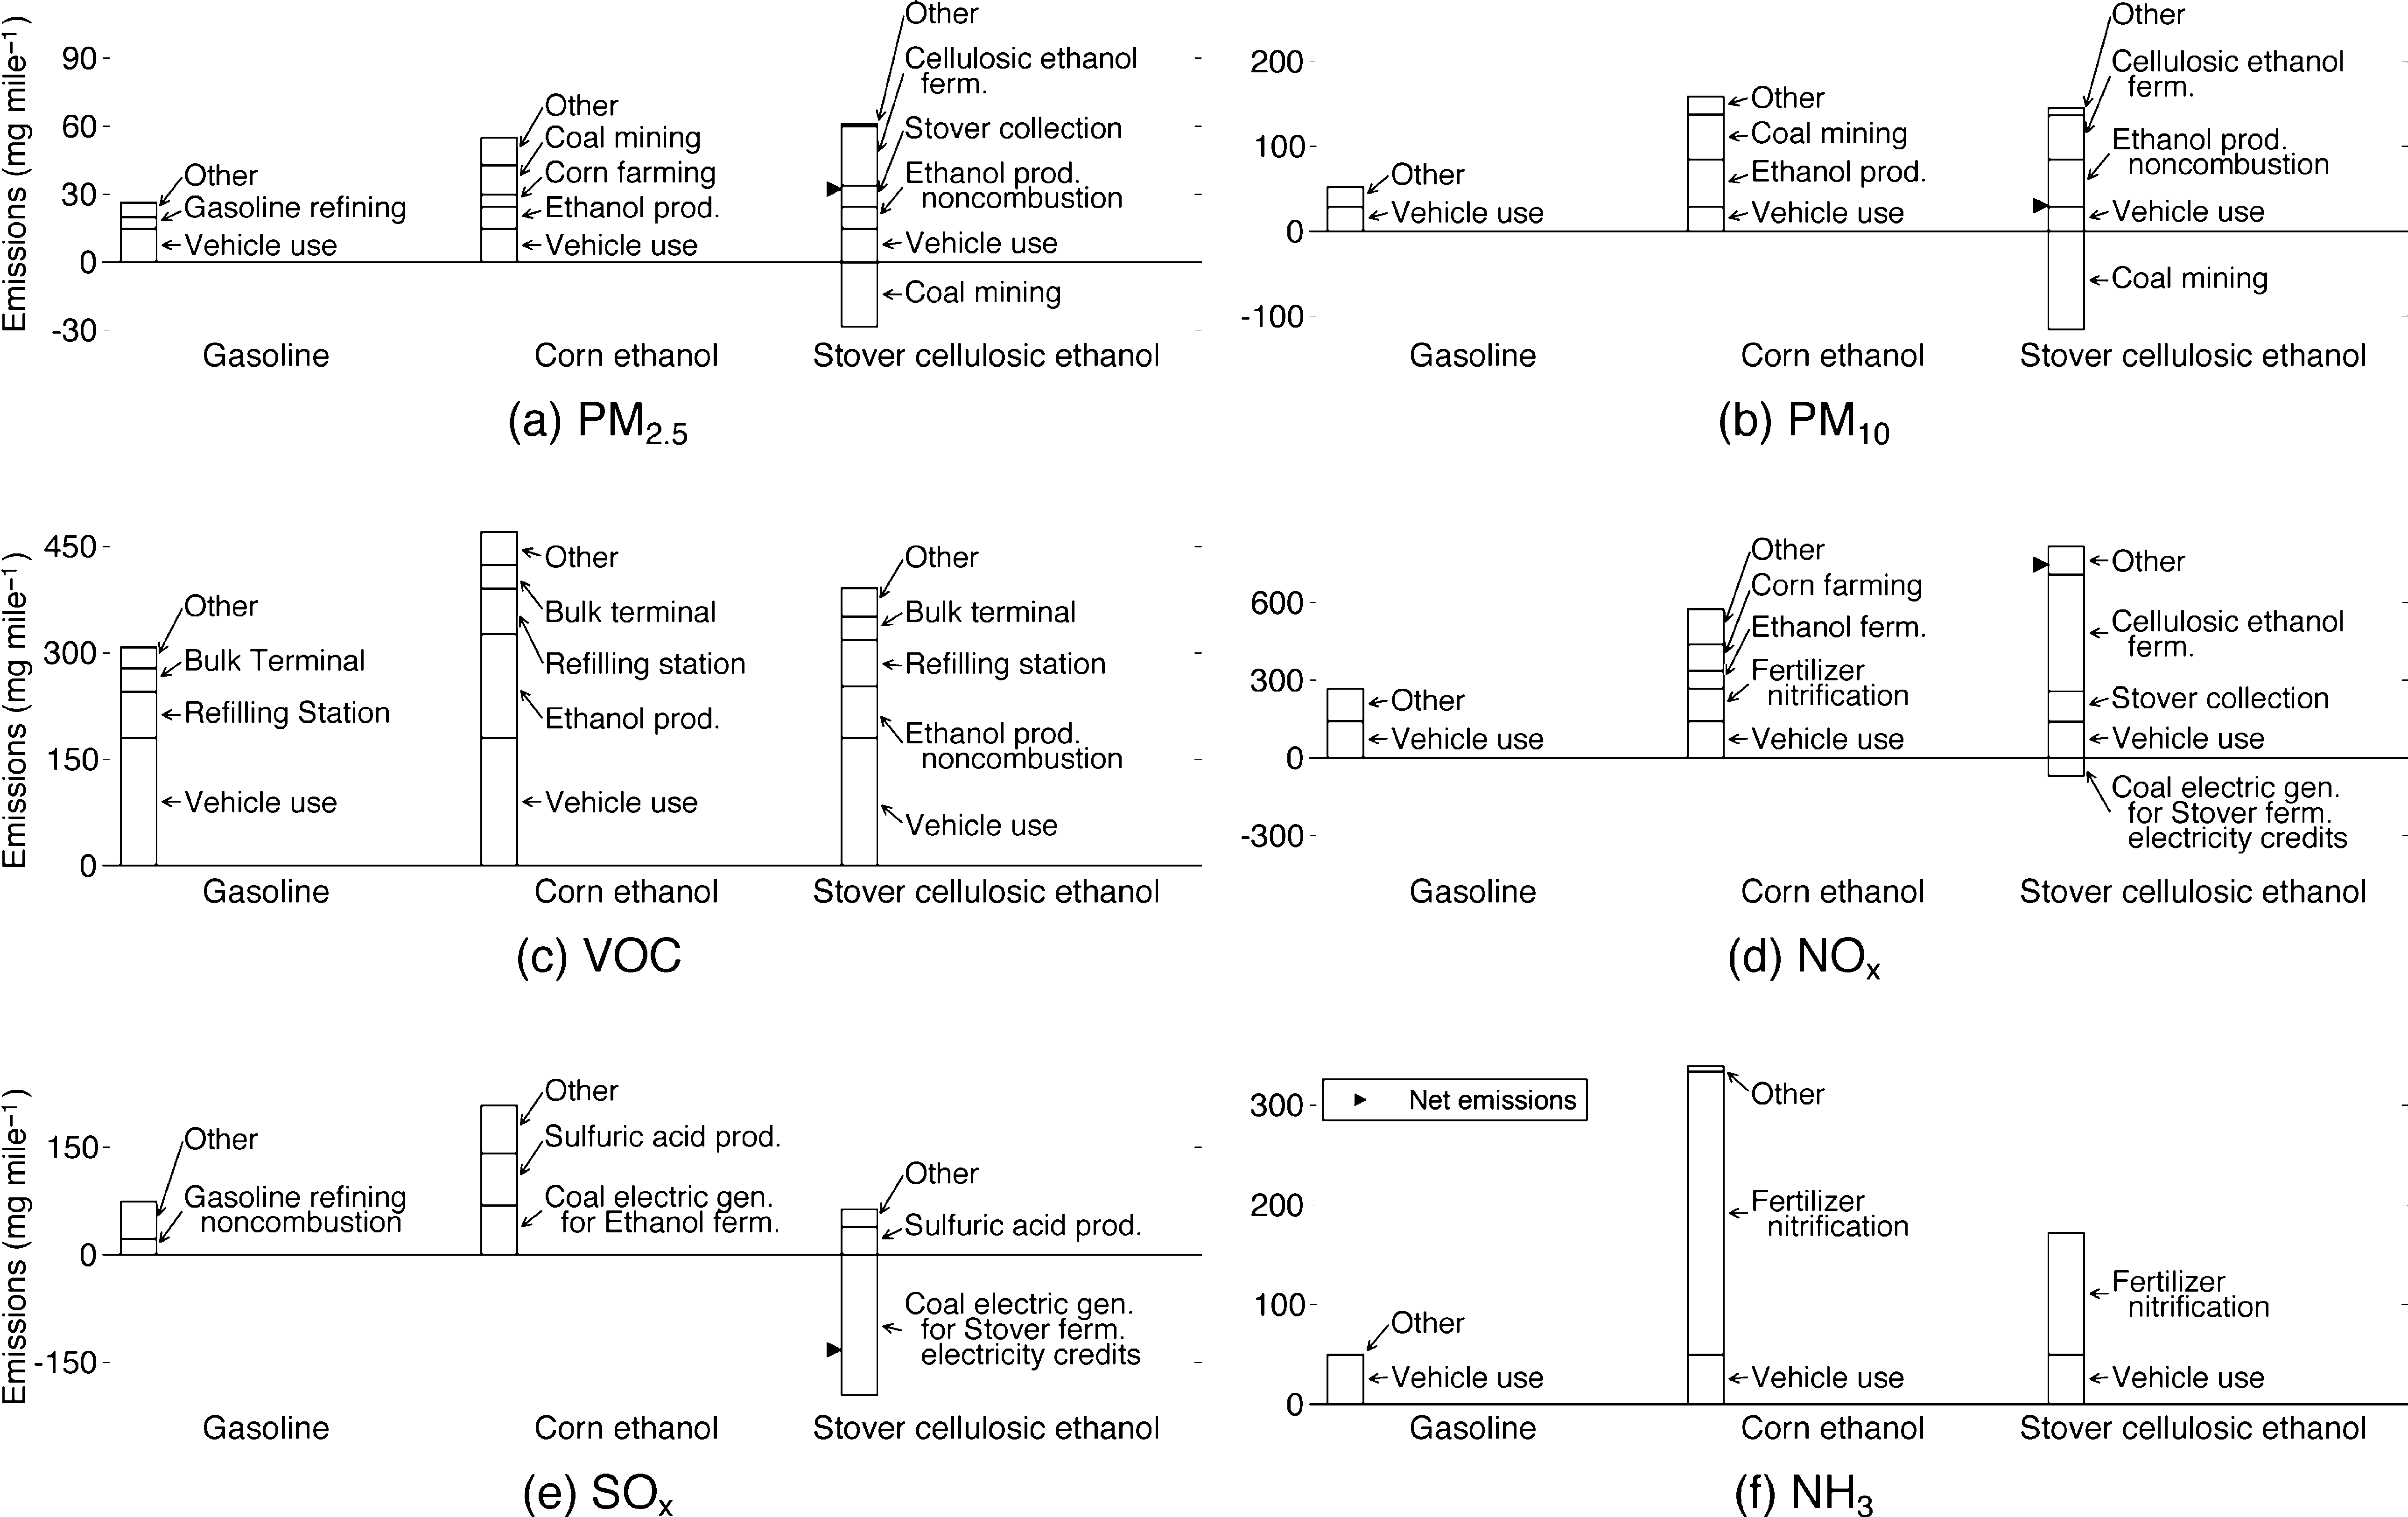 Emissions (mg mile⁻¹)
90
60
30
0
-30
Other
Gasoline refining
Vehicle use
Other
Coal mining
Corn farming
Ethanol prod.
Vehicle use
Other
Cellulosic ethanol
ferm.
Stover collection
Ethanol prod.
noncombustion
Vehicle use
Coal mining
Gasoline
Corn ethanol
Stover cellulosic ethanol
(a) PM2.5
200
100
0
-100
Other
Vehicle use
Other
Coal mining
Ethanol prod.
Vehicle use
Other
Cellulosic ethanol
ferm.
Ethanol prod.
noncombustion
Vehicle use
Coal mining
Gasoline
Corn ethanol
Stover cellulosic ethanol
(b) PM10
Emissions (mg mile⁻¹)
450
300
150
0
Other
Bulk Terminal
Refilling Station
Vehicle use
Other
Bulk terminal
Refilling station
Ethanol prod.
Vehicle use
Other
Bulk terminal
Refilling station
Ethanol prod.
noncombustion
Vehicle use
Gasoline
Corn ethanol
Stover cellulosic ethanol
(c) VOC
600
300
0
-300
Other
Vehicle use
Other
Corn farming
Ethanol ferm.
Fertilizer
nitrification
Vehicle use
Other
Cellulosic ethanol
ferm.
Stover collection
Vehicle use
Coal electric gen.
for Stover ferm.
electricity credits
Gasoline
Corn ethanol
Stover cellulosic ethanol
(d) NOx
Emissions (mg mile⁻¹)
150
0
-150
Other
Gasoline refining
noncombustion
Other
Sulfuric acid prod.
Coal electric gen.
for Ethanol ferm.
Other
Sulfuric acid prod.
Coal electric gen.
for Stover ferm.
electricity credits
Gasoline
Corn ethanol
Stover cellulosic ethanol
(e) SOx
300
200
100
0
Net emissions
Other
Vehicle use
Other
Fertilizer
nitrification
Vehicle use
Fertilizer
nitrification
Vehicle use
Gasoline
Corn ethanol
Stover cellulosic ethanol
(f) NH3